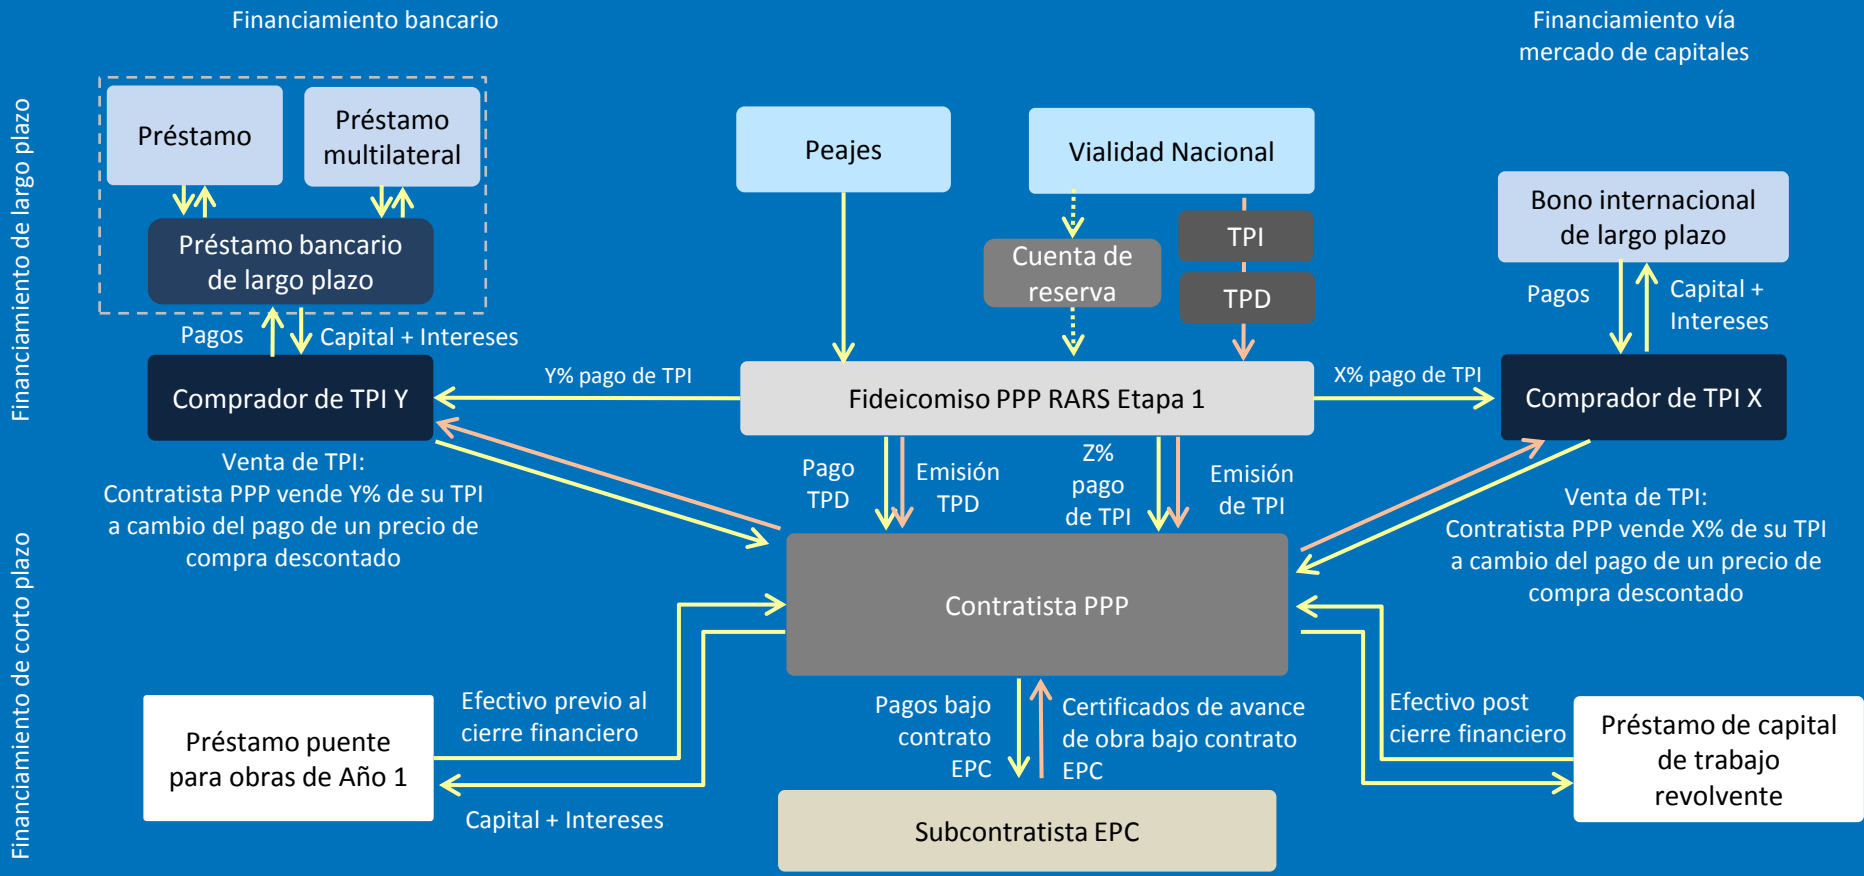 Financiamiento bancario
Financiamiento vía
mercado de capitales
Financiamiento de largo plazo
Préstamo
Préstamo
multilateral
Préstamo bancario
de largo plazo
Pagos
Capital + Intereses
Comprador de TPI Y
Peajes
Vialidad Nacional
Cuenta de
reserva
TPI
TPD
Y% pago de TPI
Fideicomiso PPP RARS Etapa 1
X% pago de TPI
Bono internacional
de largo plazo
Pagos
Capital +
Intereses
Comprador de TPI X
Venta de TPI:
Contratista PPP vende Y% de su TPI
a cambio del pago de un precio de
compra descontado
Pago
TPD
Emisión
TPD
Z%
pago
de TPI
Emisión
de TPI
Venta de TPI:
Contratista PPP vende X% de su TPI
a cambio del pago de un precio de
compra descontado
Financiamiento de corto plazo
Contratista PPP
Préstamo puente
para obras de Año 1
Efectivo previo al
cierre financiero
Capital + Intereses
Pagos bajo
contrato
EPC
Certificados de avance
de obra bajo contrato
EPC
Efectivo post
cierre financiero
Préstamo de capital
de trabajo
revolvente
Subcontratista EPC